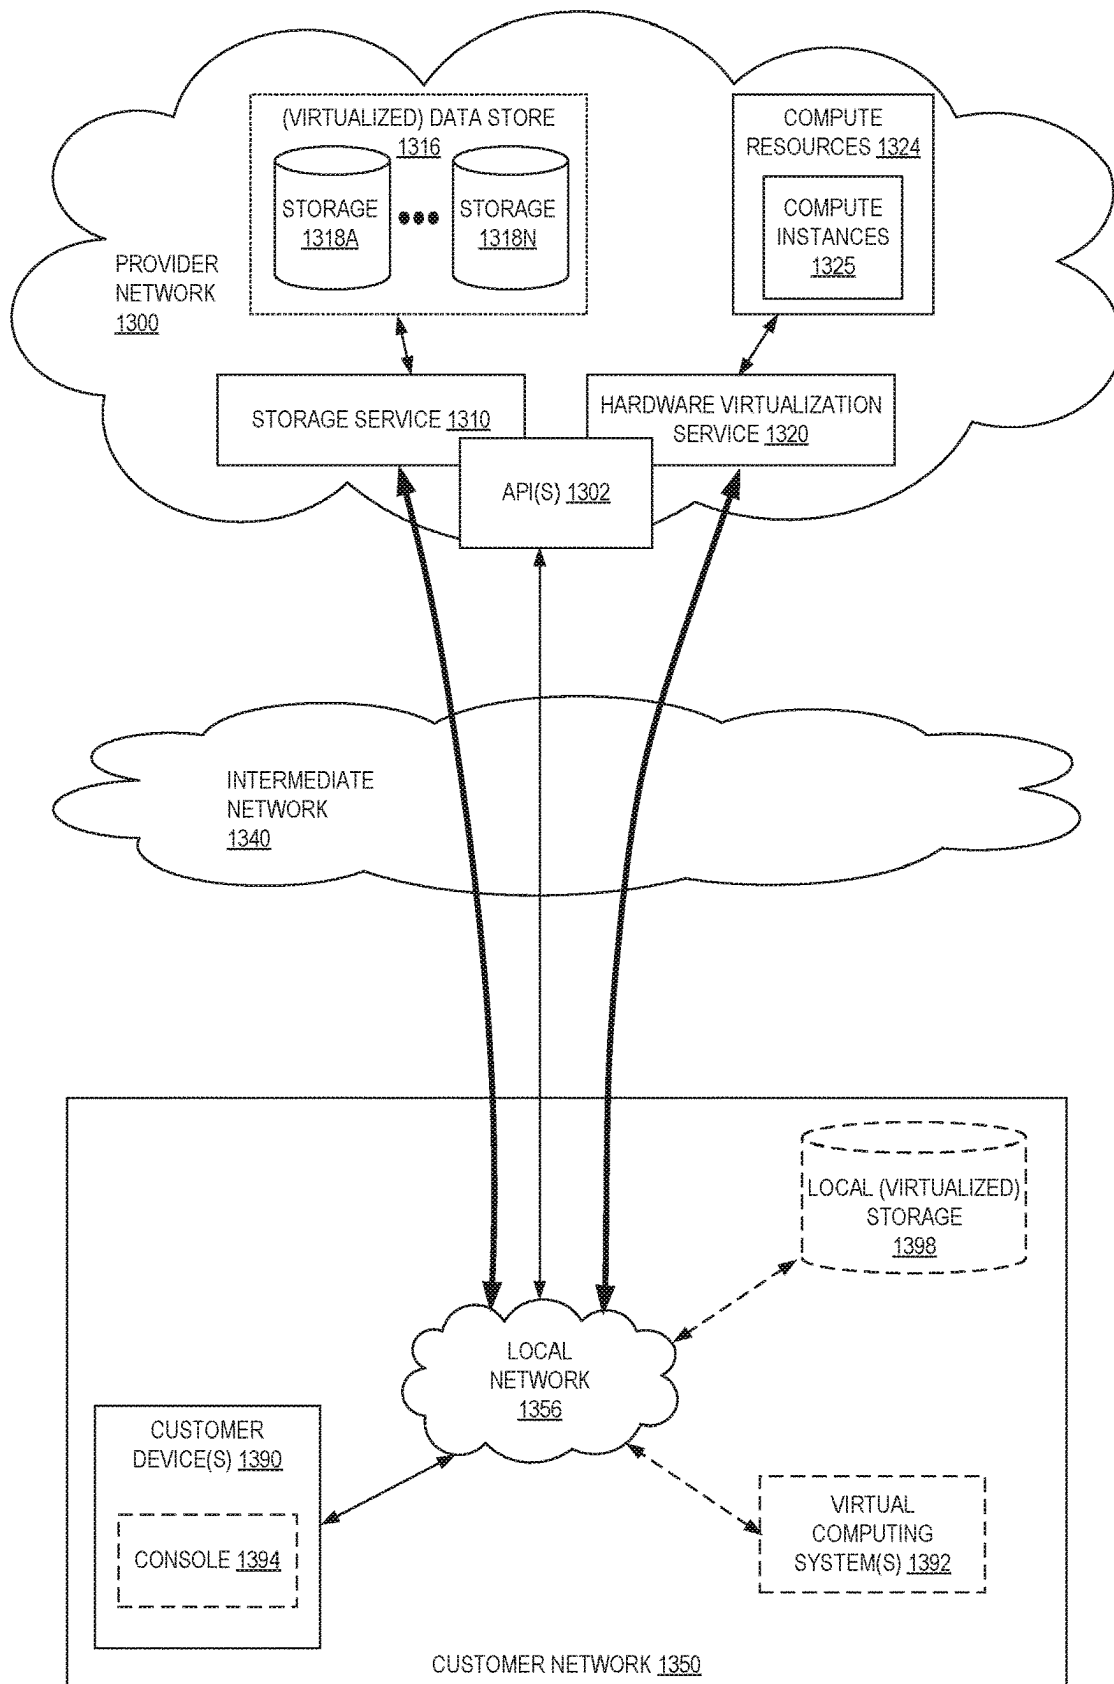 (VIRTUALIZED) DATA STORE
1316
STORAGE
1318A
STORAGE
1318N
COMPUTE
RESOURCES 1324
COMPUTE
INSTANCES
1325
PROVIDER
NETWORK
1300
STORAGE SERVICE 1310
HARDWARE VIRTUALIZATION
SERVICE 1320
API(S) 1302
INTERMEDIATE
NETWORK
1340
LOCAL (VIRTUALIZED)
STORAGE
1398
LOCAL
NETWORK
1356
CUSTOMER
DEVICE(S) 1390
CONSOLE 1394
VIRTUAL
COMPUTING
SYSTEM(S) 1392
CUSTOMER NETWORK 1350